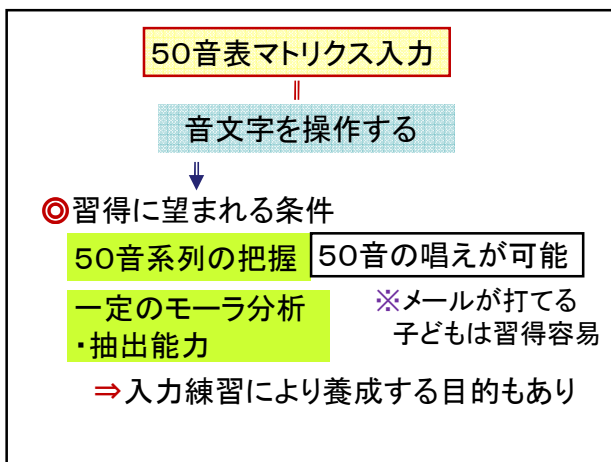 50音表マトリクス入力
||
音文字を操作する
◎習得に望まれる条件
50音系列の把握 50音の唱えが可能
一定のモーラ分析
・抽出能力
※メールが打てる
子どもは習得容易
⇒入力練習により養成する目的もあり